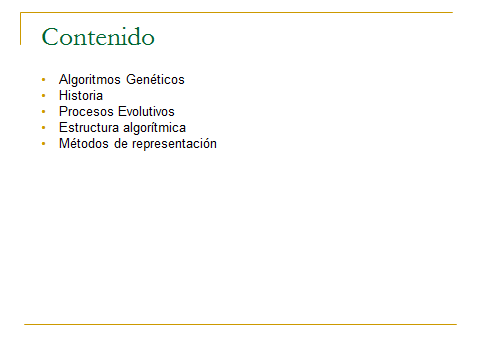 Contenido
Algoritmos Genéticos
Historia
Procesos Evolutivos
Estructura algorítmica
Métodos de representación